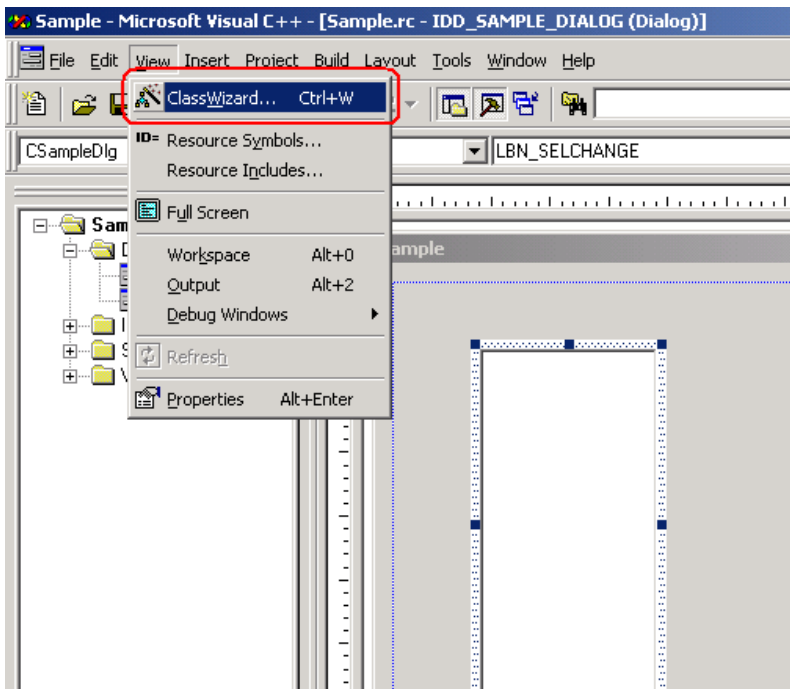 Sample - Microsoft Visual C++ - [Sample.rc - IDD_SAMPLE_DIALOG (Dialog)]
File Edit View Insert Project Build Layout Tools Window Help
ClassWizard... Ctrl+W
CSampleDlg
LBN_SELCHANGE
ID= Resource Symbols...
Resource Includes...
Full Screen
Sam
ample
Workspace Alt+0
Output Alt+2
Debug Windows
Refresh
Properties Alt+Enter